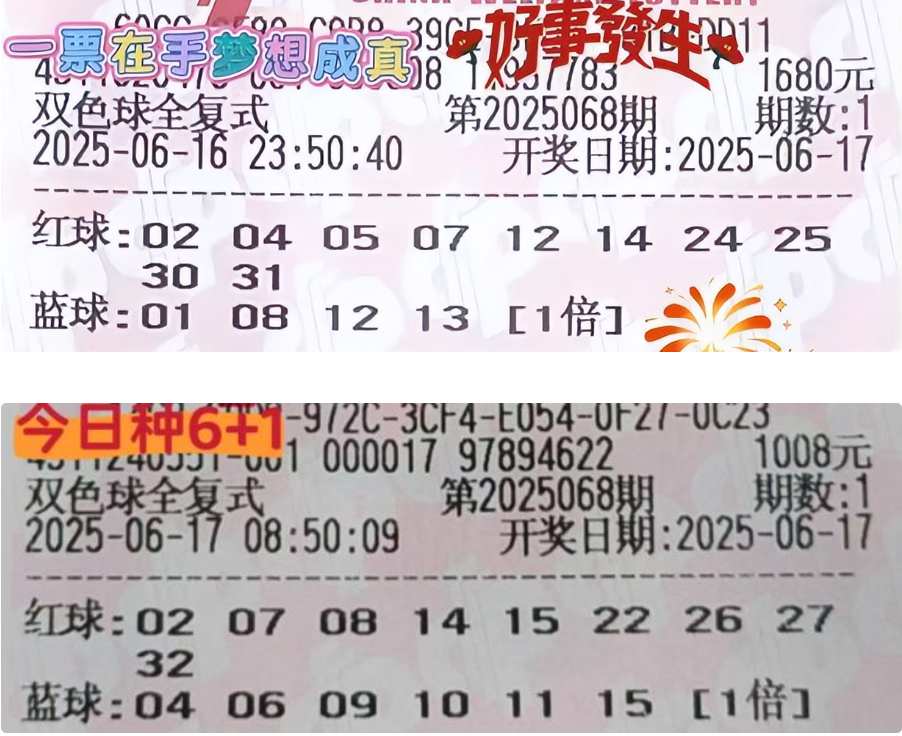 一票在手梦想成真
好事發生
1680元
双色球全复式 第2025068期 期数:1
2025-06-16 23:50:40 开奖日期:2025-06-17
红球:02 04 05 07 12 14 24 25
30 31
蓝球:01 08 12 13 [1倍]
今日种6+1
-972C-3CF4-E054-0F27-0C23
000017 97894622 1008元
双色球全复式 第2025068期 期数:1
2025-06-17 08:50:09 开奖日期:2025-06-17
红球:02 07 08 14 15 22 26 27
32
蓝球:04 06 09 10 11 15 [1倍]